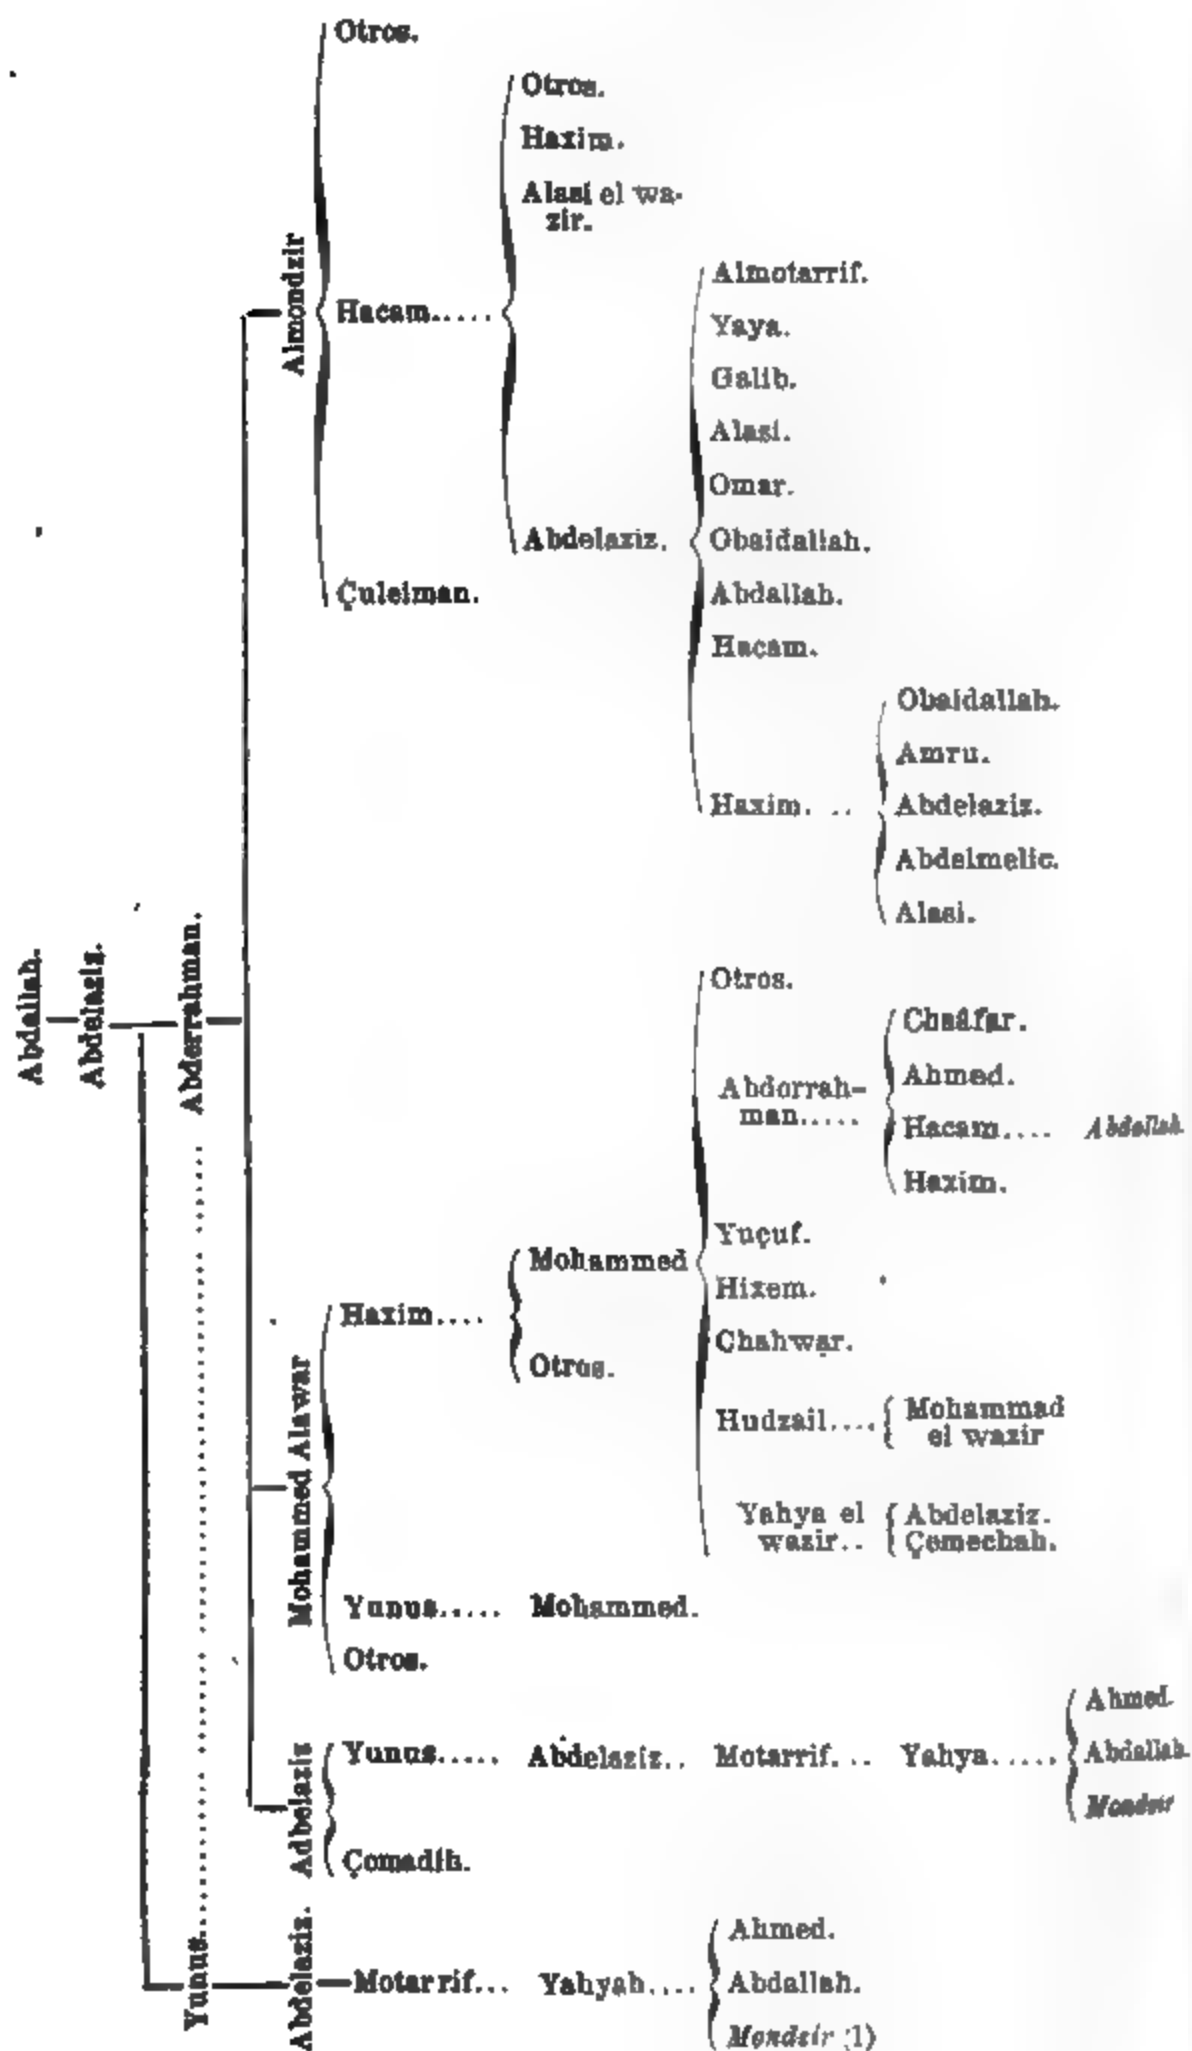 Otros.
Otros.
Haxim.
Alasi el wa-
zir.
Almondzir
Almotarrif.
Hacam.....
Yaya.
Galib.
Alasi.
Omar.
Abdelaziz.
Obaidallah.
Çuleiman.
Abdallah.
Hacam.
Obaidallah.
Amru.
Haxim. ..
Abdelaziz.
Abdelmelic.
Alasi.
Abdallah.
Abdelaziz.
Abderrahman.
Otros.
Chaáfar.
Abdorrah-
man.....
Ahmed.
Hacam.... Abdallah.
Haxim.
Yuçuf.
Mohammed
Hixem.
Haxim....
Chahwar.
Otros.
Mohammed Alawar
Hudzail....
Mohammad
el wazir
Yahya el
wazir..
Abdelaziz.
Çomechah.
Yunus..... Mohammed.
Otros.
Ahmed.
Adbelaziz
Yunus..... Abdelaziz.. Motarrif... Yahya.....
Abdallah.
Mondzir
Çomadih.
Ahmed.
Yunus.
Abdelaziz.
Motarrif... Yahyah....
Abdallah.
Mondzir (1)